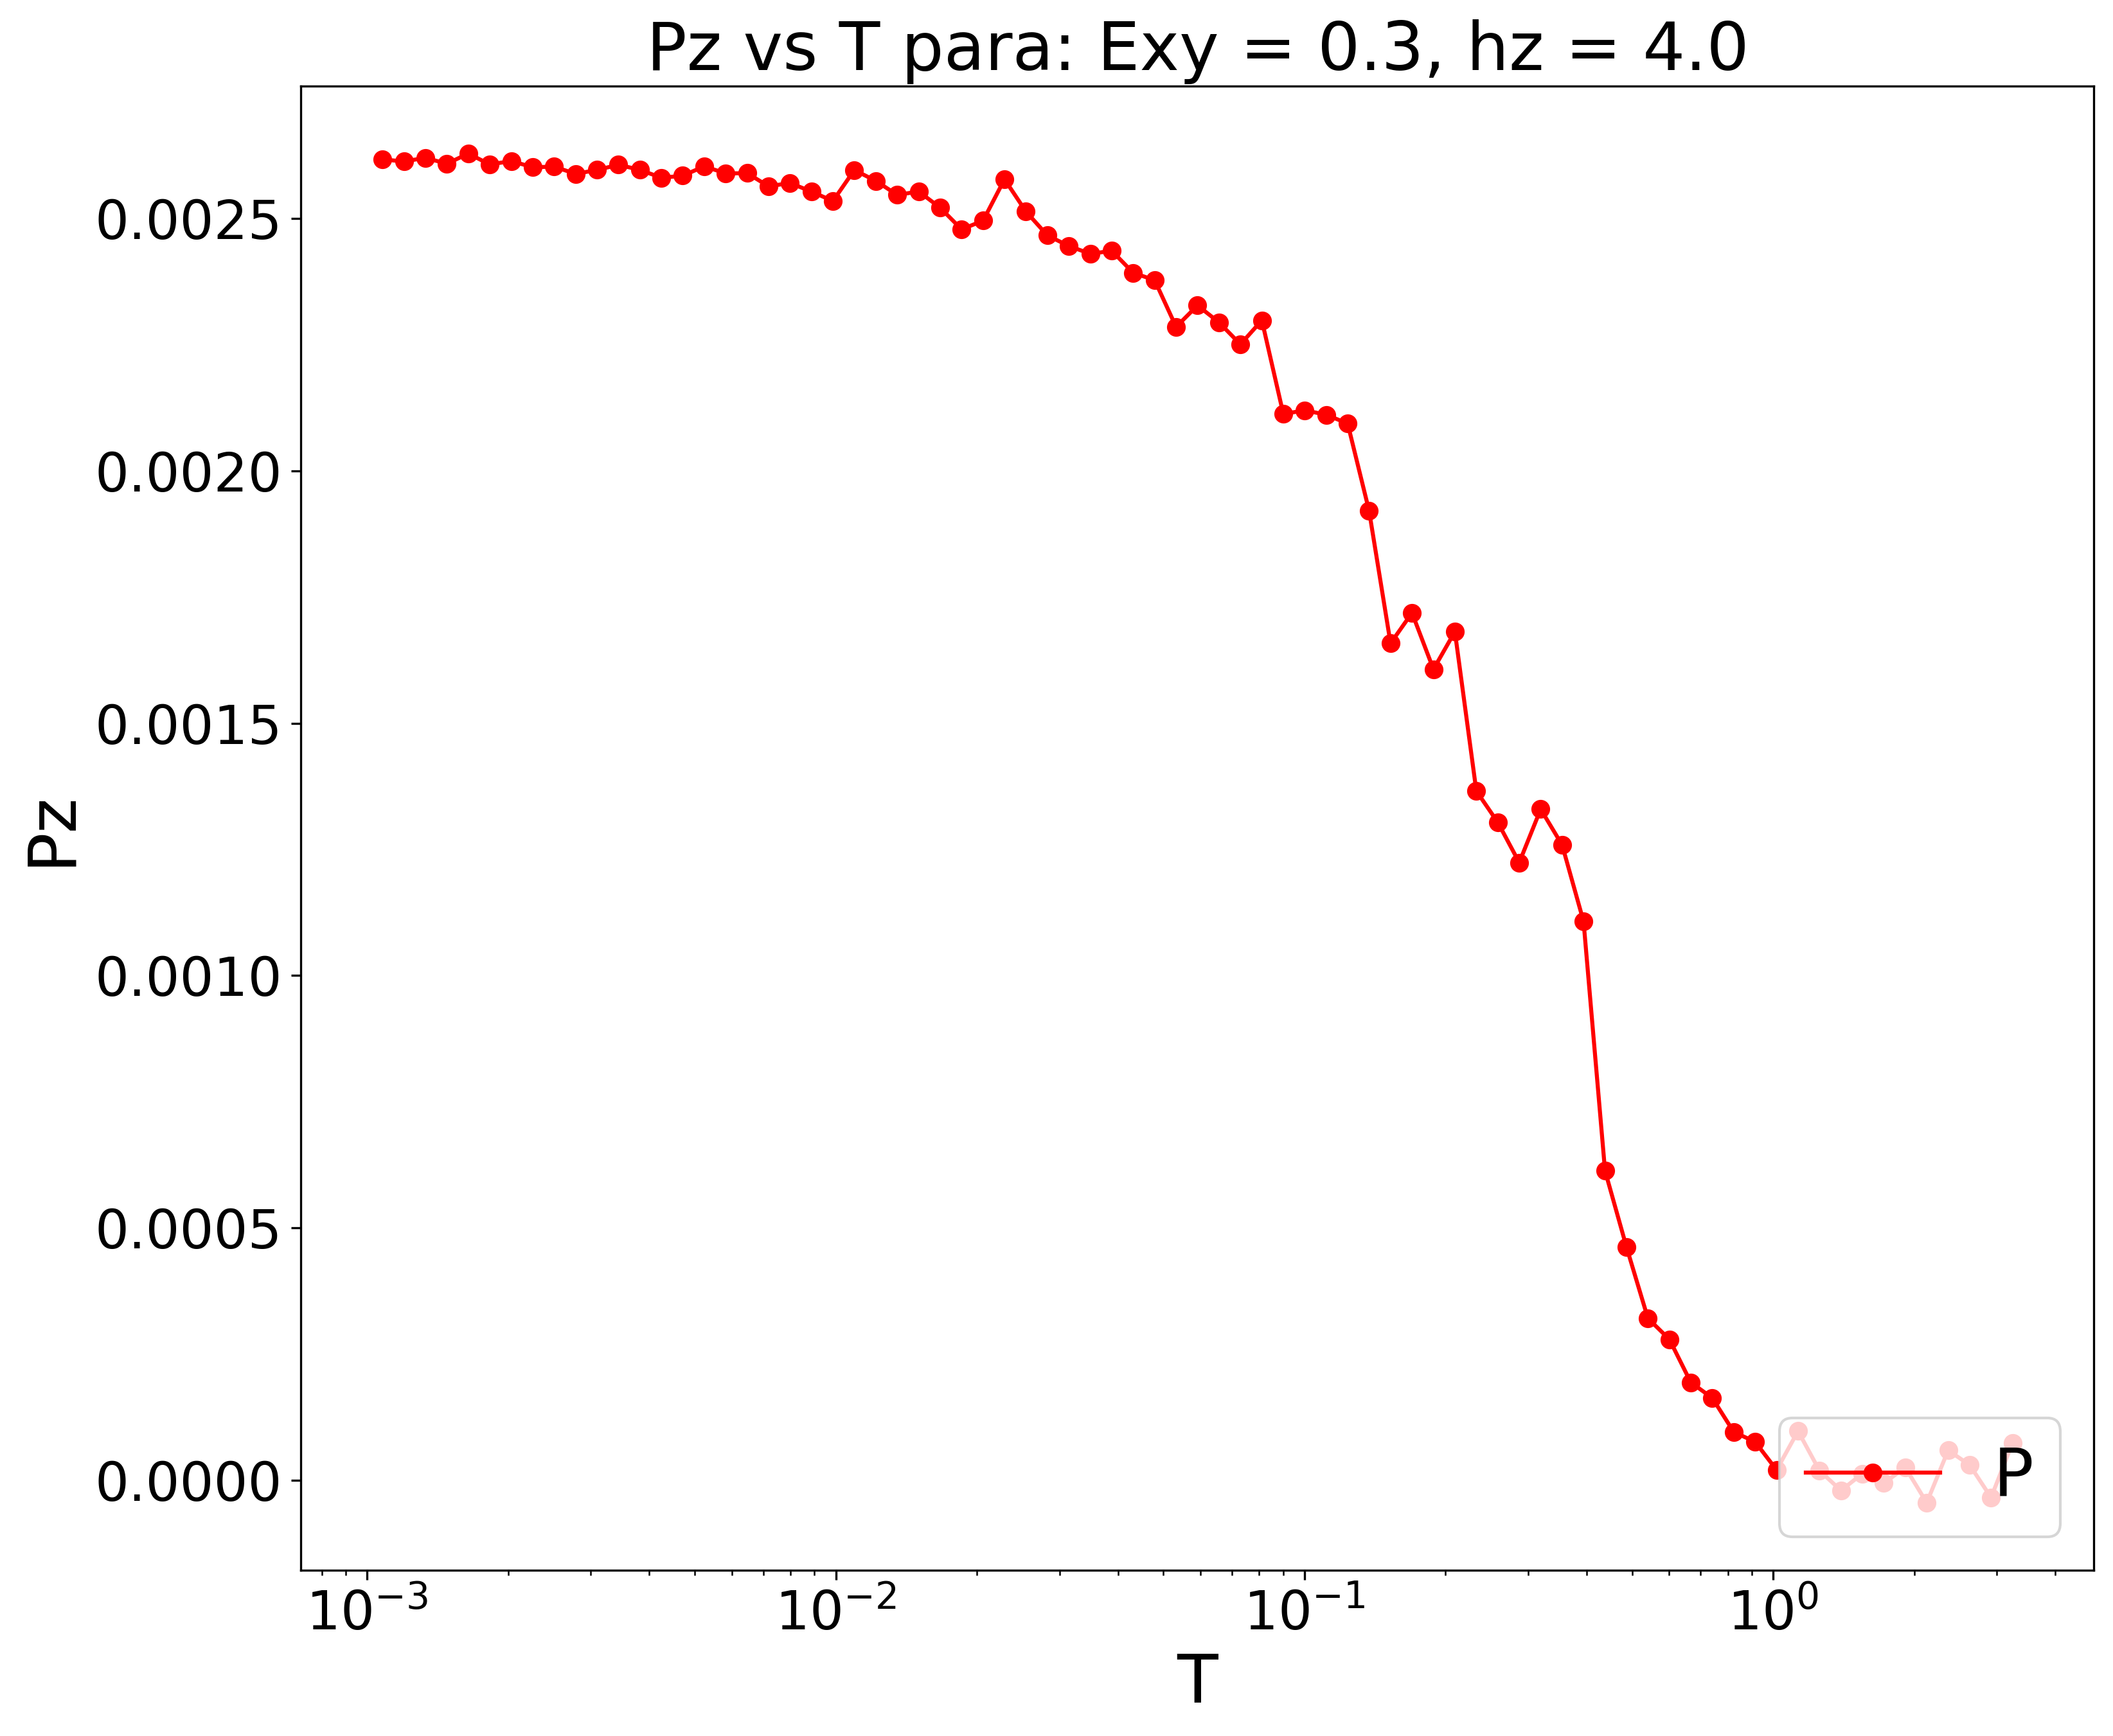 Pz vs T para: Exy = 0.3, hz = 4.0
Pz
0.0025
0.0020
0.0015
0.0010
0.0005
0.0000
P
10⁻³ 10⁻² 10⁻¹ 10⁰
T